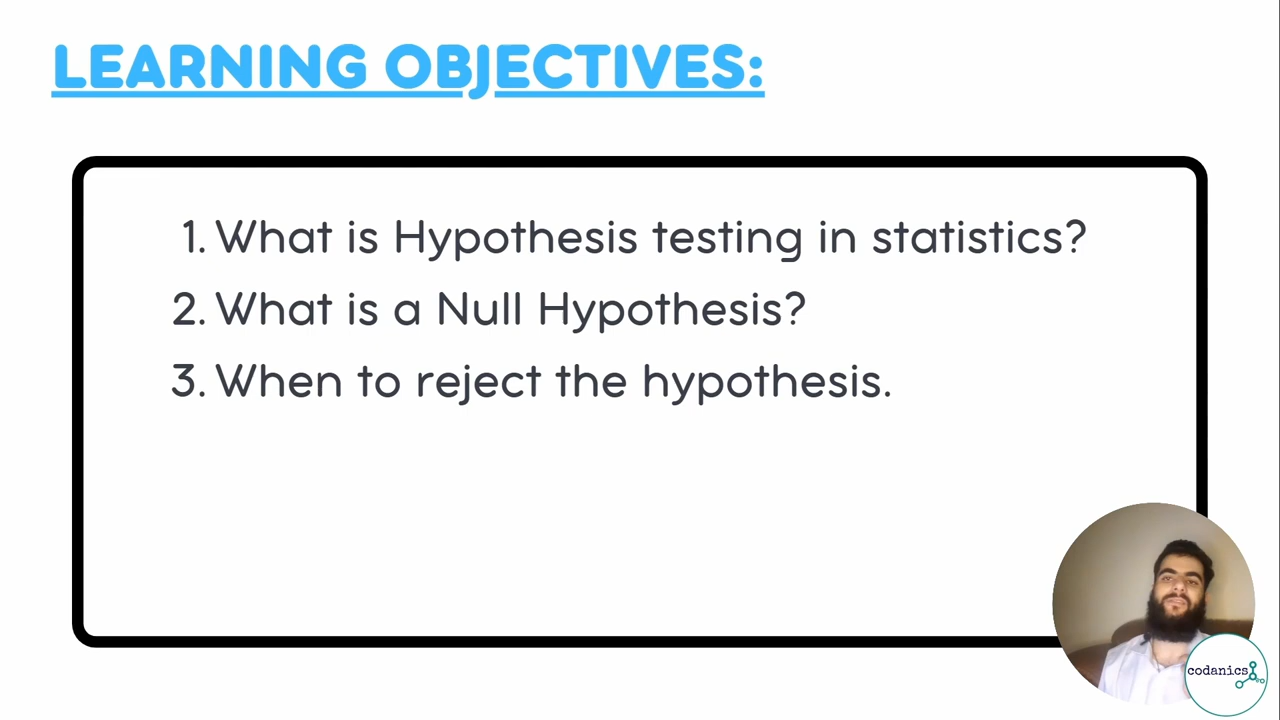 LEARNING OBJECTIVES:
1. What is Hypothesis testing in statistics?
2. What is a Null Hypothesis?
3. When to reject the hypothesis.
codanics